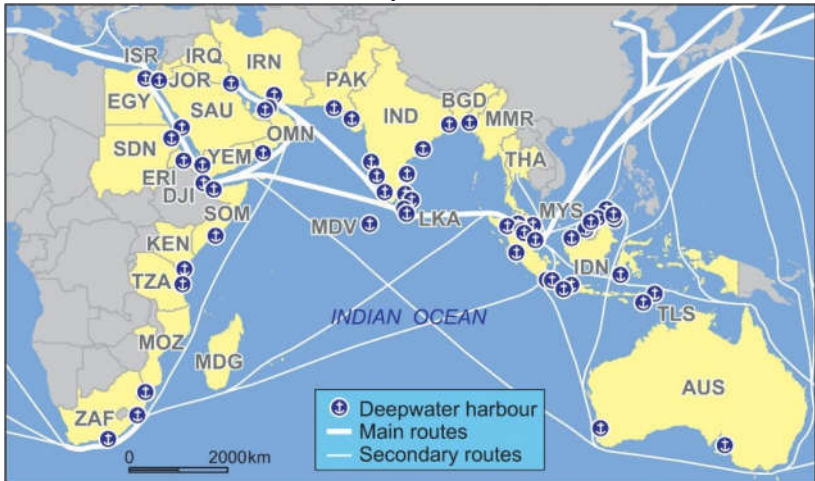 ISR
IRQ
IRN
JOR
PAK
EGY
SAU
IND
BGD
MMR
OMN
SDN
YEM
THA
ERI
DJI
SOM
MDV
LKA
MYS
KEN
TZA
IDN
INDIAN OCEAN
TLS
MOZ
MDG
AUS
ZAF
Deepwater harbour
Main routes
Secondary routes
0 2000km